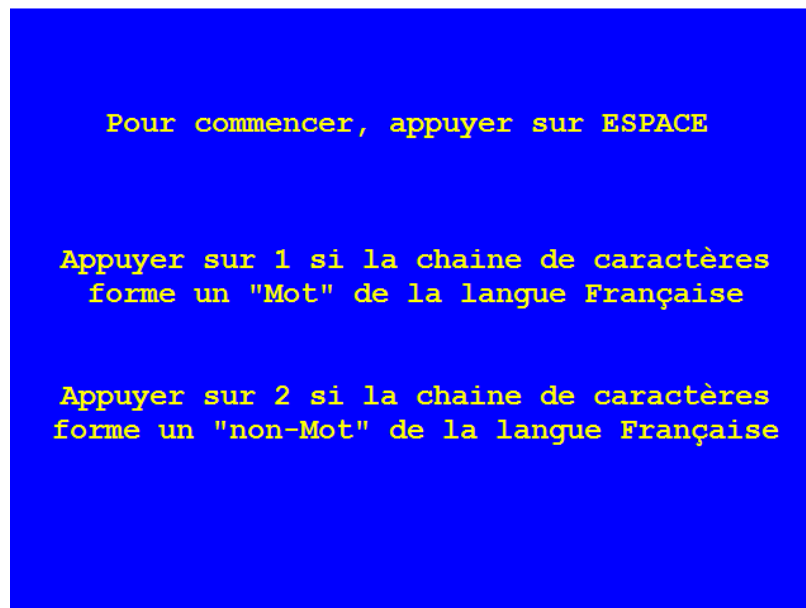 Pour commencer, appuyer sur ESPACE
Appuyer sur 1 si la chaine de caractères
forme un "Mot" de la langue Française
Appuyer sur 2 si la chaine de caractères
forme un "non-Mot" de la langue Française